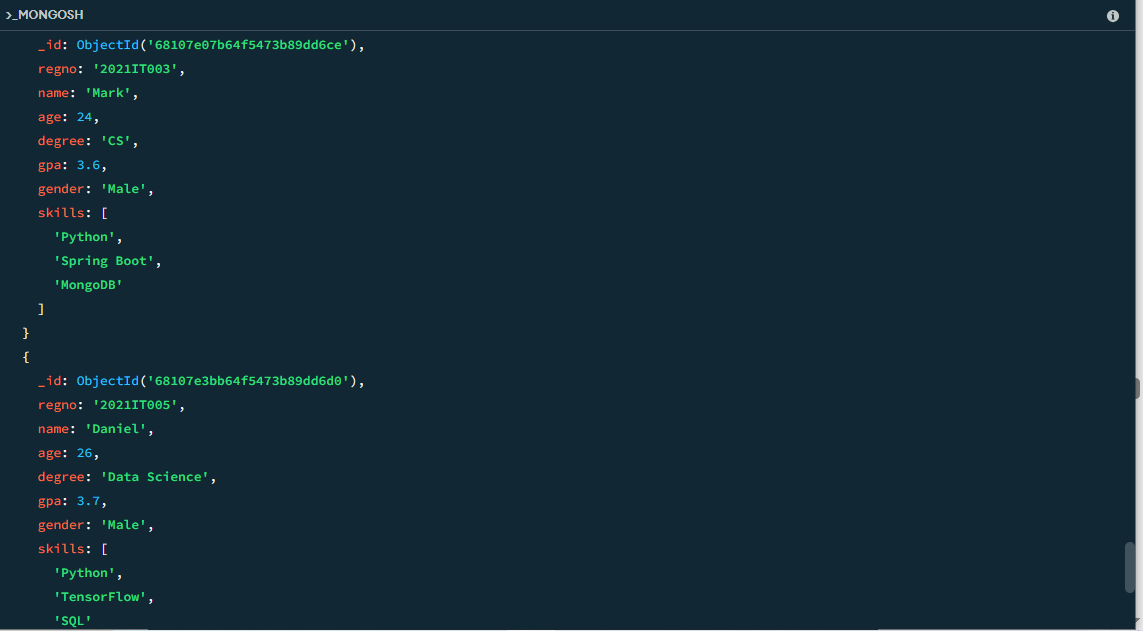 >_MONGOSH
_id: ObjectId('68107e07b64f5473b89dd6ce'),
regno: '2021IT003',
name: 'Mark',
age: 24,
degree: 'CS',
gpa: 3.6,
gender: 'Male',
skills: [
'Python',
'Spring Boot',
'MongoDB'
]
}
{
_id: ObjectId('68107e3bb64f5473b89dd6d0'),
regno: '2021IT005',
name: 'Daniel',
age: 26,
degree: 'Data Science',
gpa: 3.7,
gender: 'Male',
skills: [
'Python',
'TensorFlow',
'SQL'